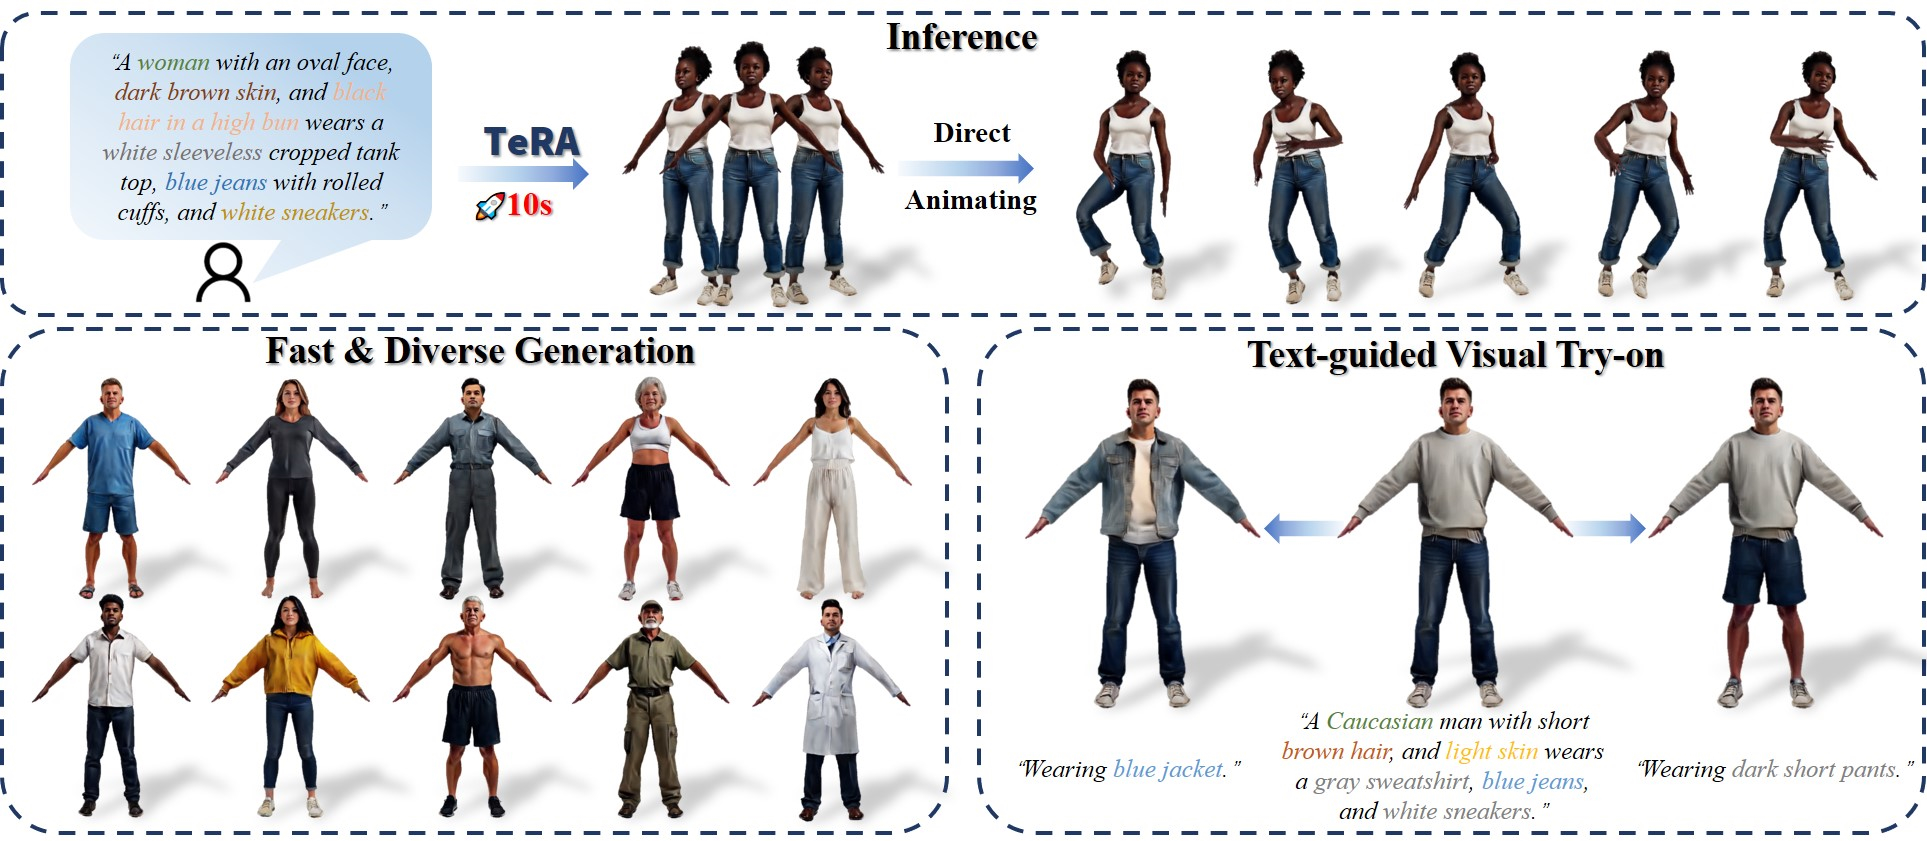 Inference
“A woman with an oval face,
dark brown skin, and black
hair in a high bun wears a
white sleeveless cropped tank
top, blue jeans with rolled
cuffs, and white sneakers.”
TeRA
10s
Direct
Animating
Fast & Diverse Generation
Text-guided Visual Try-on
“Wearing blue jacket.”
“A Caucasian man with short
brown hair, and light skin wears
a gray sweatshirt, blue jeans,
and white sneakers.”
“Wearing dark short pants.”